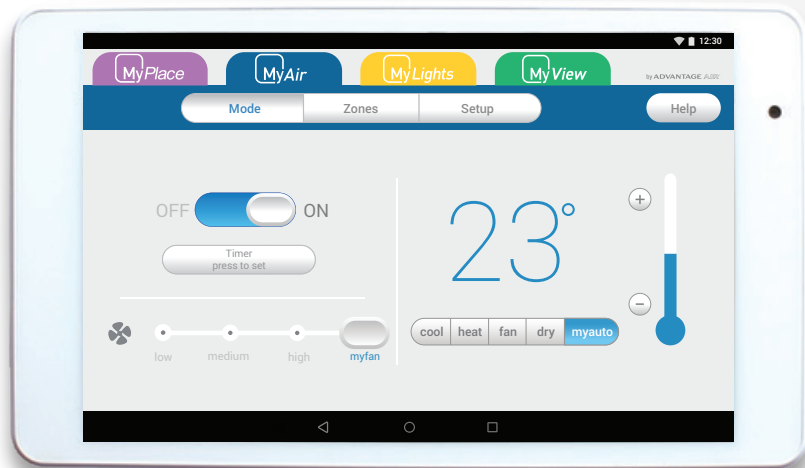 12:30
MyPlace
MyAir
MyLights
MyView
by ADVANTAGE AIR
Mode
Zones
Setup
Help
OFF
ON
23°
+
Timer
press to set
−
low
medium
high
myfan
cool
heat
fan
dry
myauto